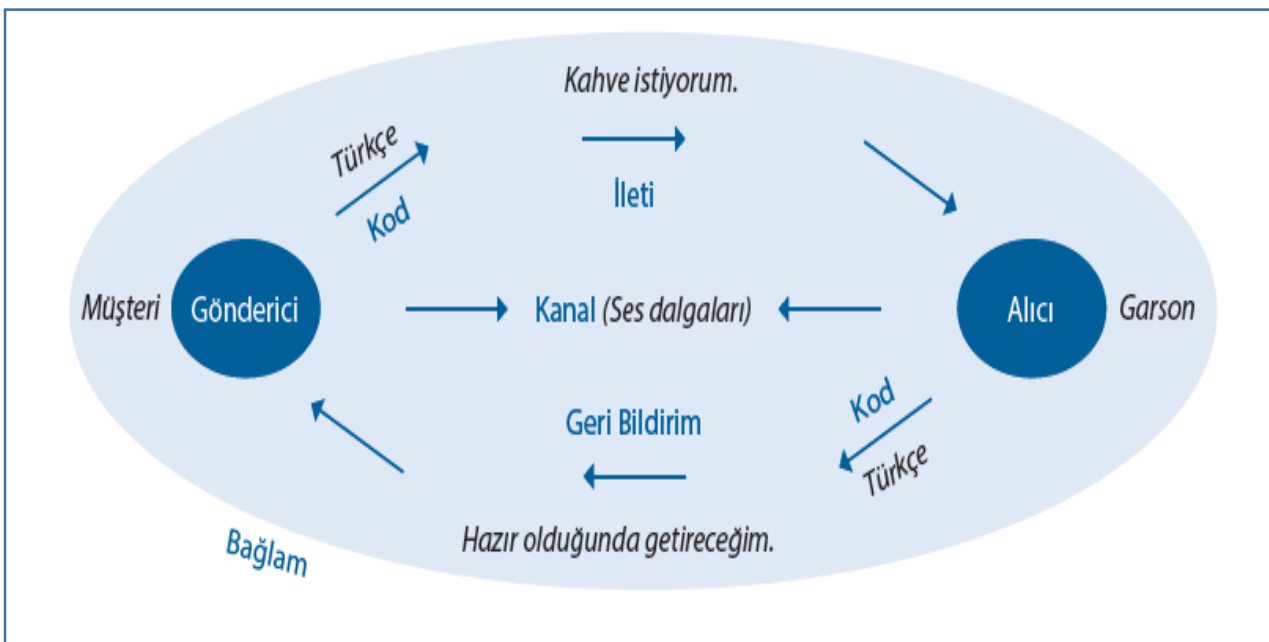 Kahve istiyorum.
Türkçe
Kod
İleti
Müşteri
Gönderici
Kanal (Ses dalgaları)
Alıcı
Garson
Geri Bildirim
Kod
Türkçe
Hazır olduğunda getireceğim.
Bağlam